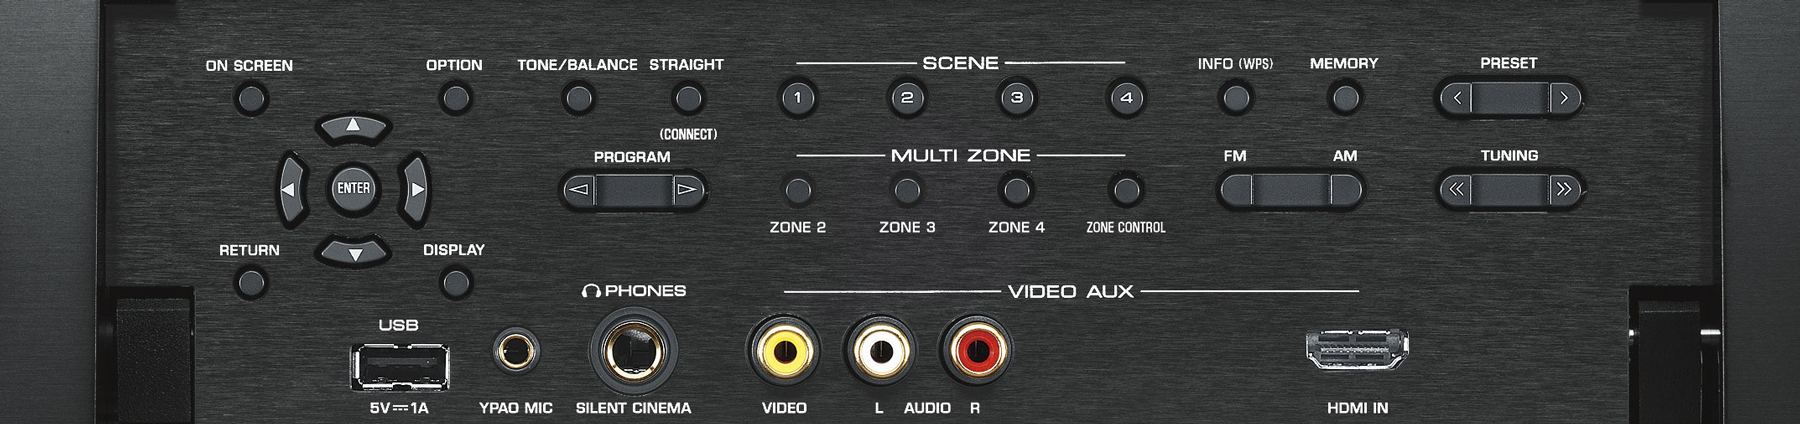 ON SCREEN OPTION TONE/BALANCE STRAIGHT SCENE INFO (WPS) MEMORY PRESET
1 2 3 4
(CONNECT)
PROGRAM MULTI ZONE FM AM TUNING
ENTER
ZONE 2 ZONE 3 ZONE 4 ZONE CONTROL
RETURN DISPLAY
PHONES VIDEO AUX
USB
5V⎓1A YPAO MIC SILENT CINEMA VIDEO L AUDIO R HDMI IN